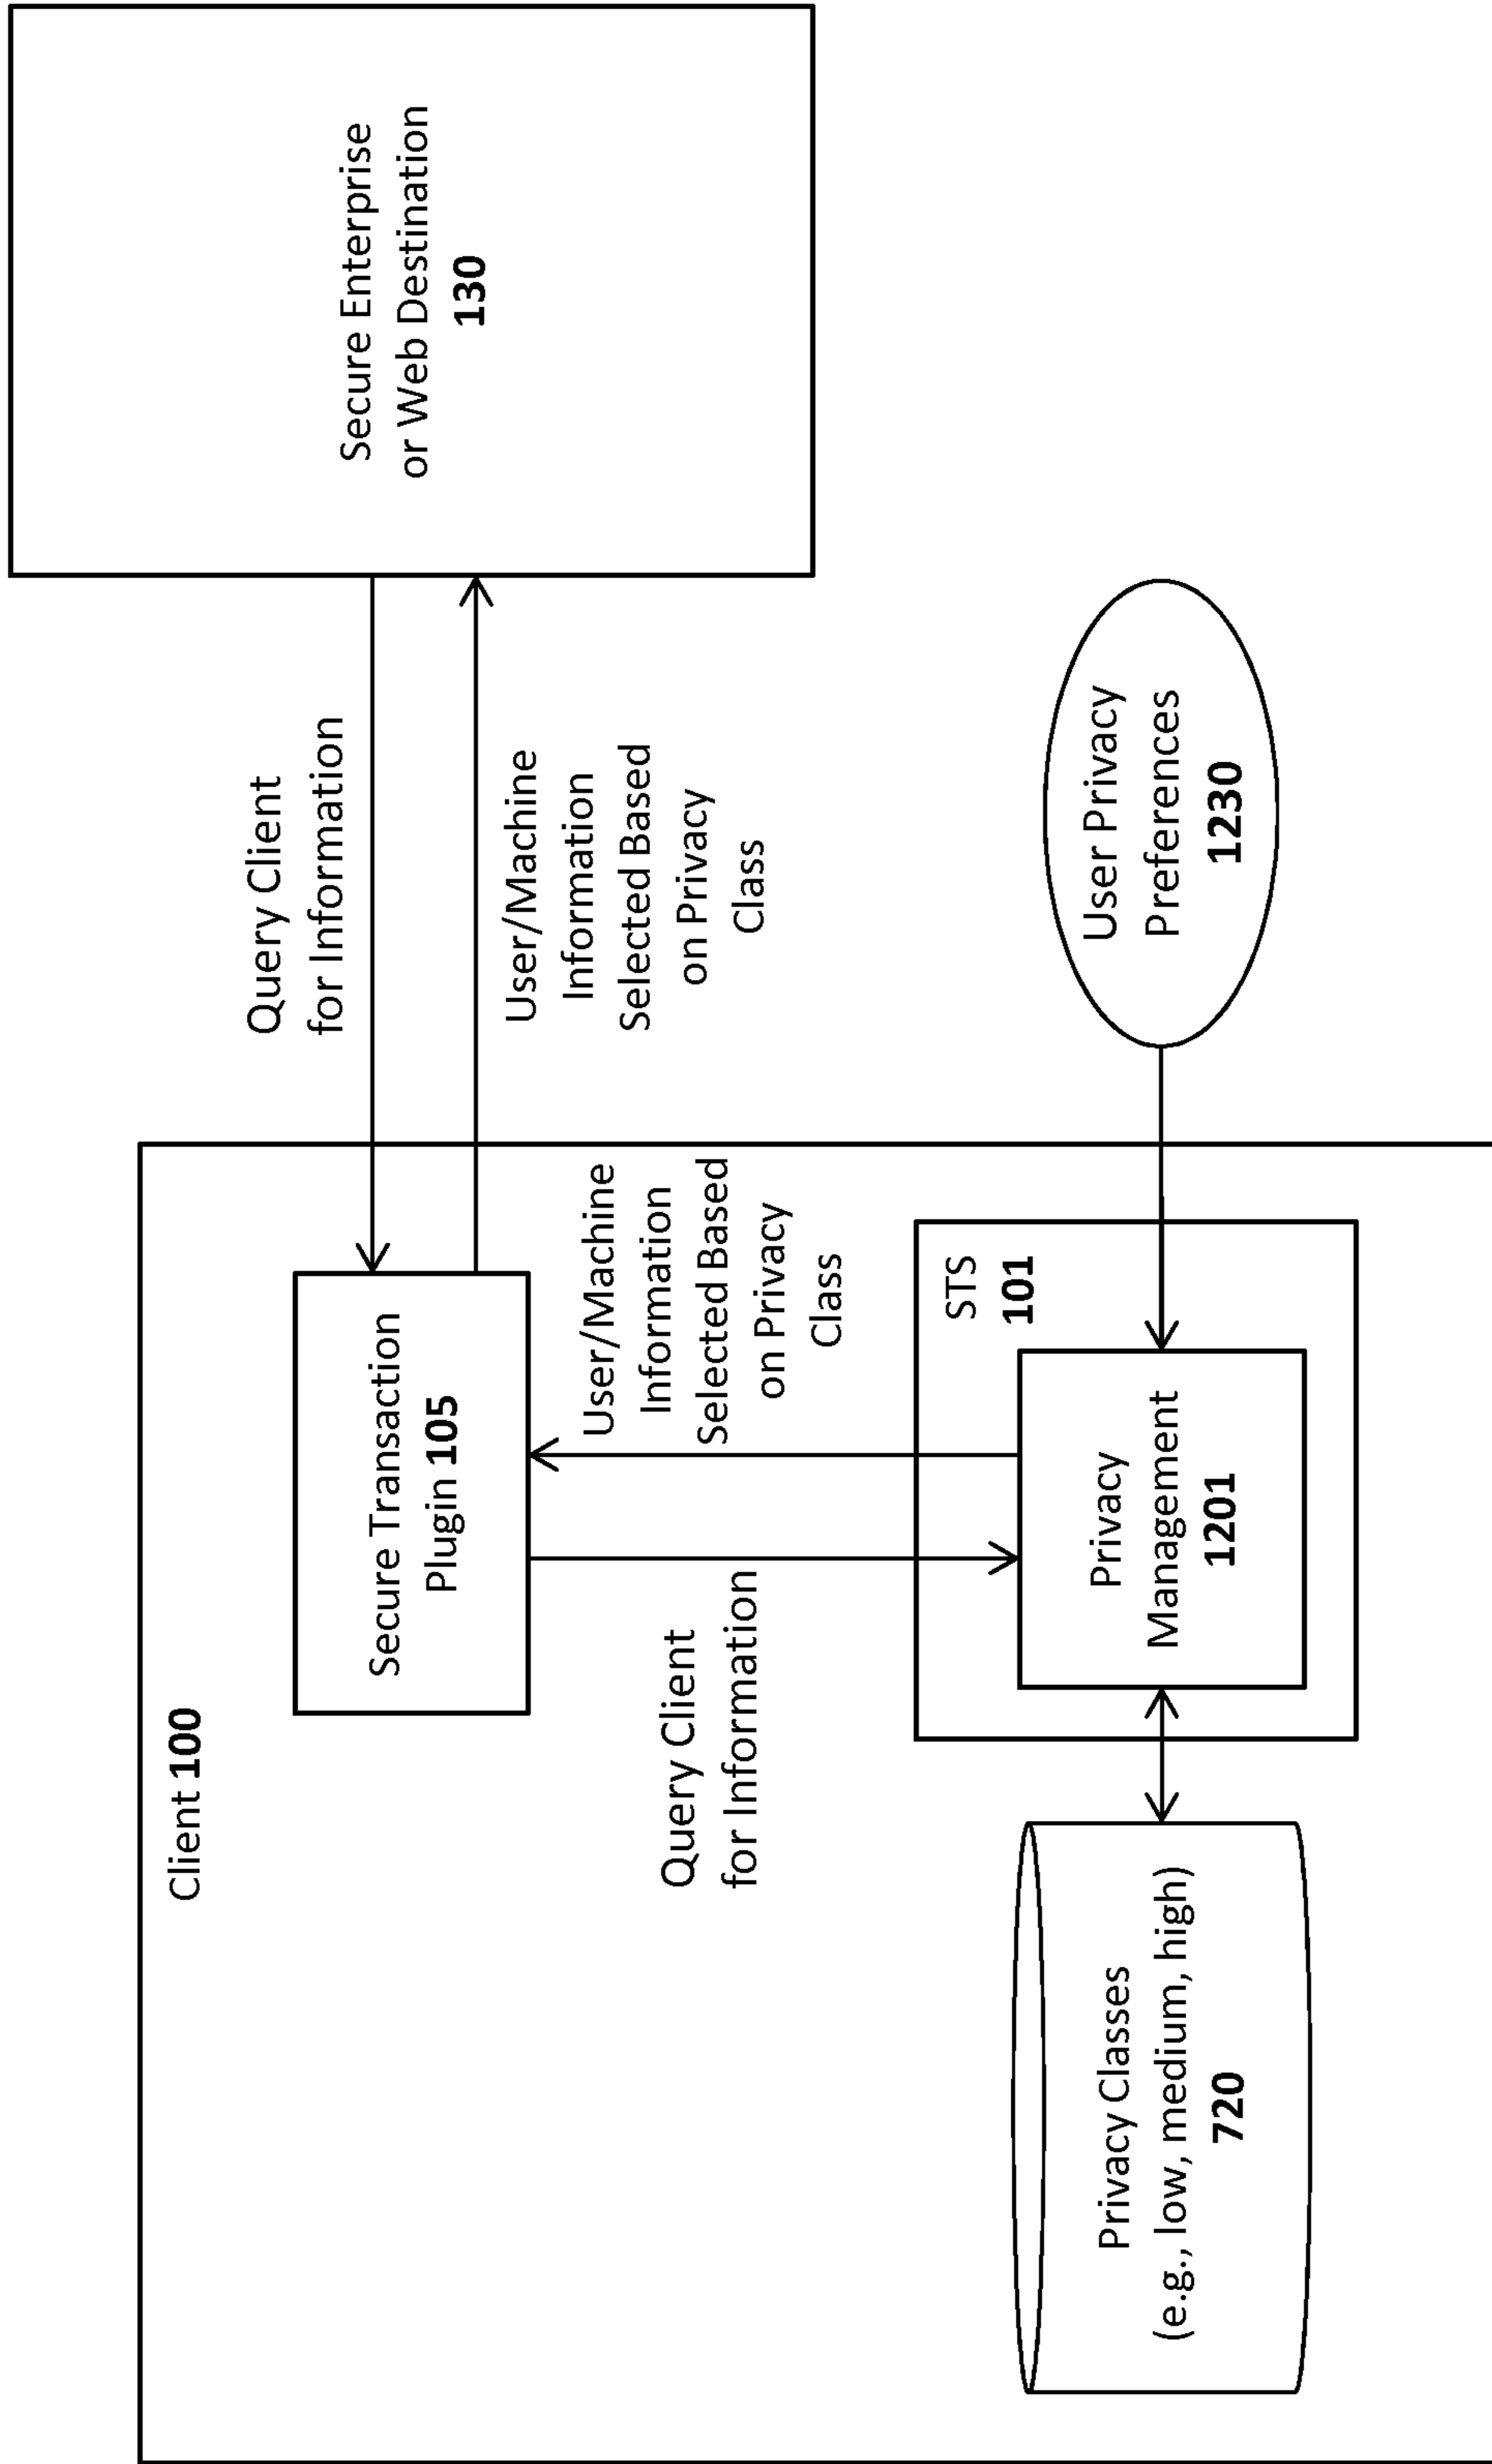 Client 100
Secure Transaction
Plugin 105
Query Client
for Information
User/Machine
Information
Selected Based
on Privacy
Class
Secure Enterprise
or Web Destination
130
Query Client
for Information
User/Machine
Information
Selected Based
on Privacy
Class
STS
101
Privacy Classes
(e.g., low, medium, high)
720
Privacy
Management
1201
User Privacy
Preferences
1230